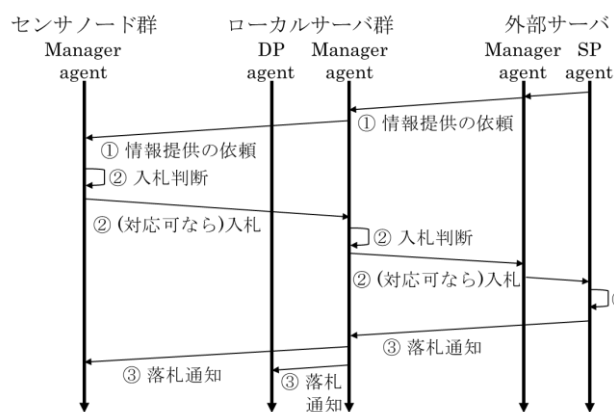 センサノード群
ローカルサーバ群
外部サーバ
Manager agent
DP agent
Manager agent
Manager agent
SP agent
① 情報提供の依頼
① 情報提供の依頼
② 入札判断
② (対応可なら)入札
② 入札判断
② (対応可なら)入札
③ 落札通知
③ 落札通知
③ 落札
通知